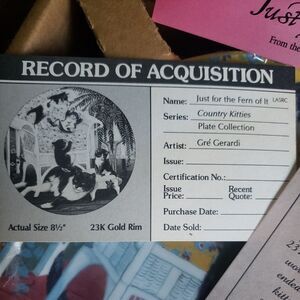 Just
From the
RECORD OF ACQUISITION
Name: Just for the Fern of It LASRC
Series: Country Kitties
Plate Collection
Artist: Gré Gerardi
Issue:
Certification No.:
Issue Price: Recent Quote:
Purchase Date:
Date Sold:
Actual Size 8½" 23K Gold Rim